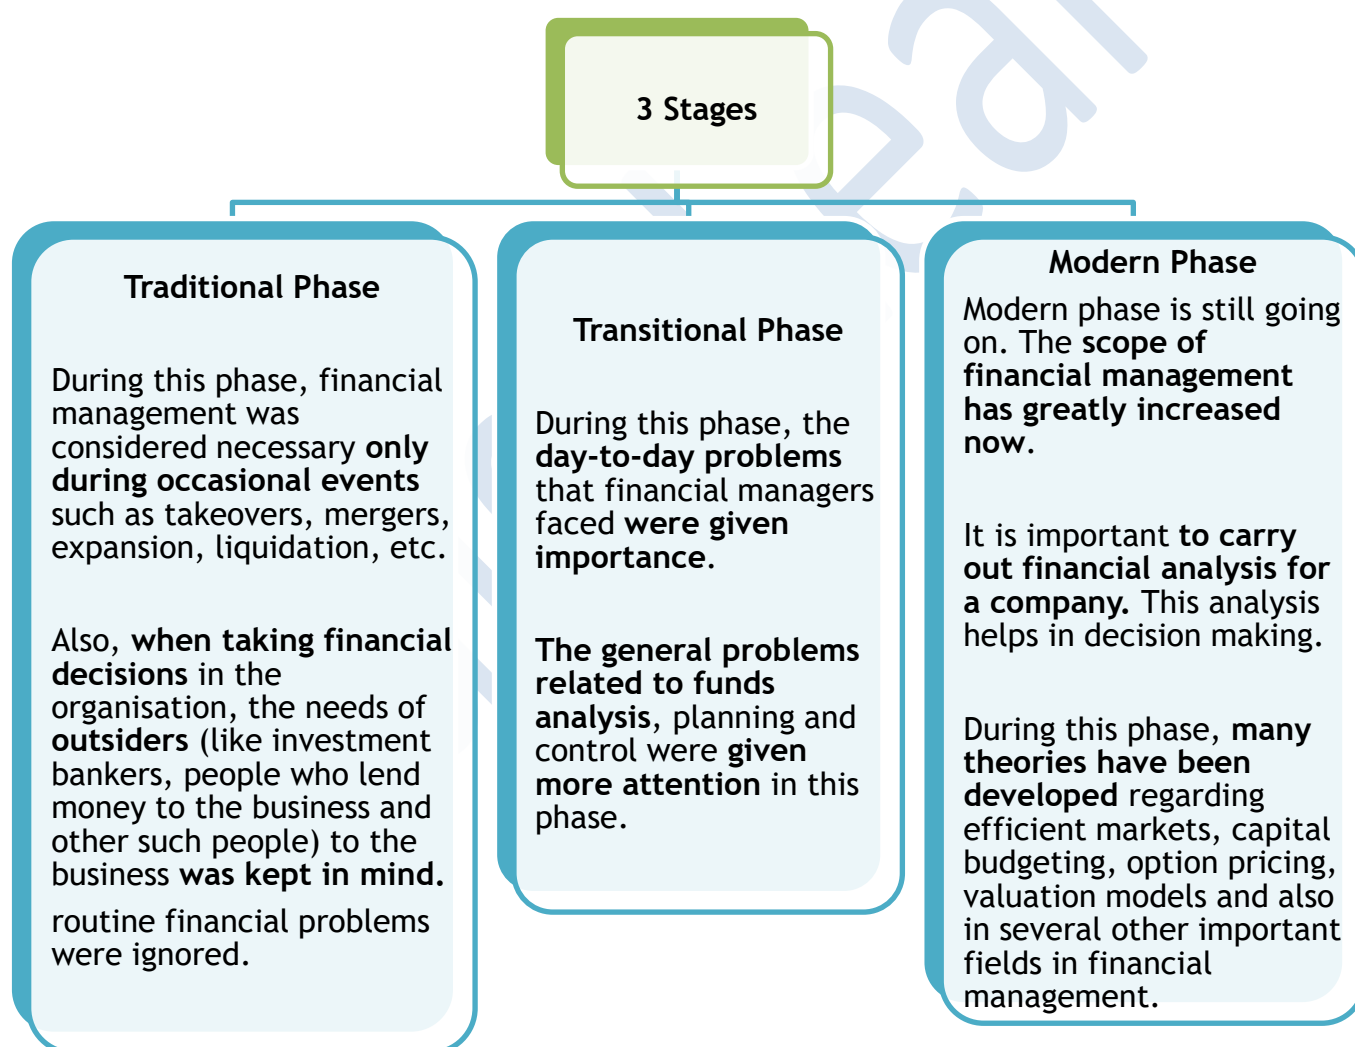 3 Stages
Traditional Phase
During this phase, financial
management was
considered necessary only
during occasional events
such as takeovers, mergers,
expansion, liquidation, etc.
Also, when taking financial
decisions in the
organisation, the needs of
outsiders (like investment
bankers, people who lend
money to the business and
other such people) to the
business was kept in mind.
routine financial problems
were ignored.
Transitional Phase
During this phase, the
day-to-day problems
that financial managers
faced were given
importance.
The general problems
related to funds
analysis, planning and
control were given
more attention in this
phase.
Modern Phase
Modern phase is still going
on. The scope of
financial management
has greatly increased
now.
It is important to carry
out financial analysis for
a company. This analysis
helps in decision making.
During this phase, many
theories have been
developed regarding
efficient markets, capital
budgeting, option pricing,
valuation models and also
in several other important
fields in financial
management.